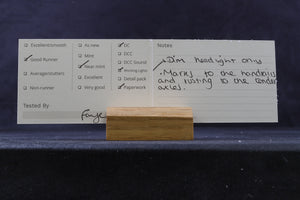 Excellent/smooth
Good Runner
Average/stutters
Non-runner
Tested By
Faye
As new
Mint
Near mint
Excellent
Very good
DC
DCC
DCC Sound
Working Lights
Detail pack
Paperwork
Notes
Dim headlight only
- Marks to the handrails
and rusting to the tender
axles.